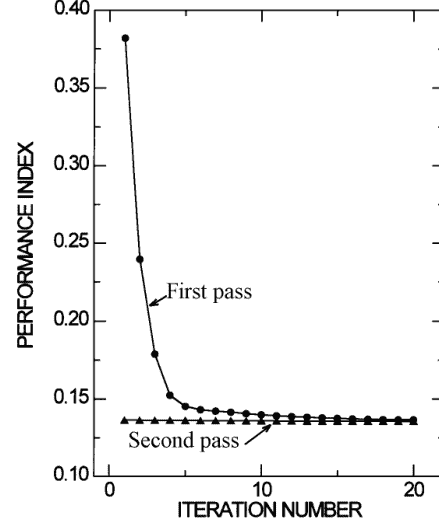 0.40
0.35
0.30
0.25
0.20
0.15
0.10
PERFORMANCE INDEX
First pass
Second pass
0 10 20
ITERATION NUMBER